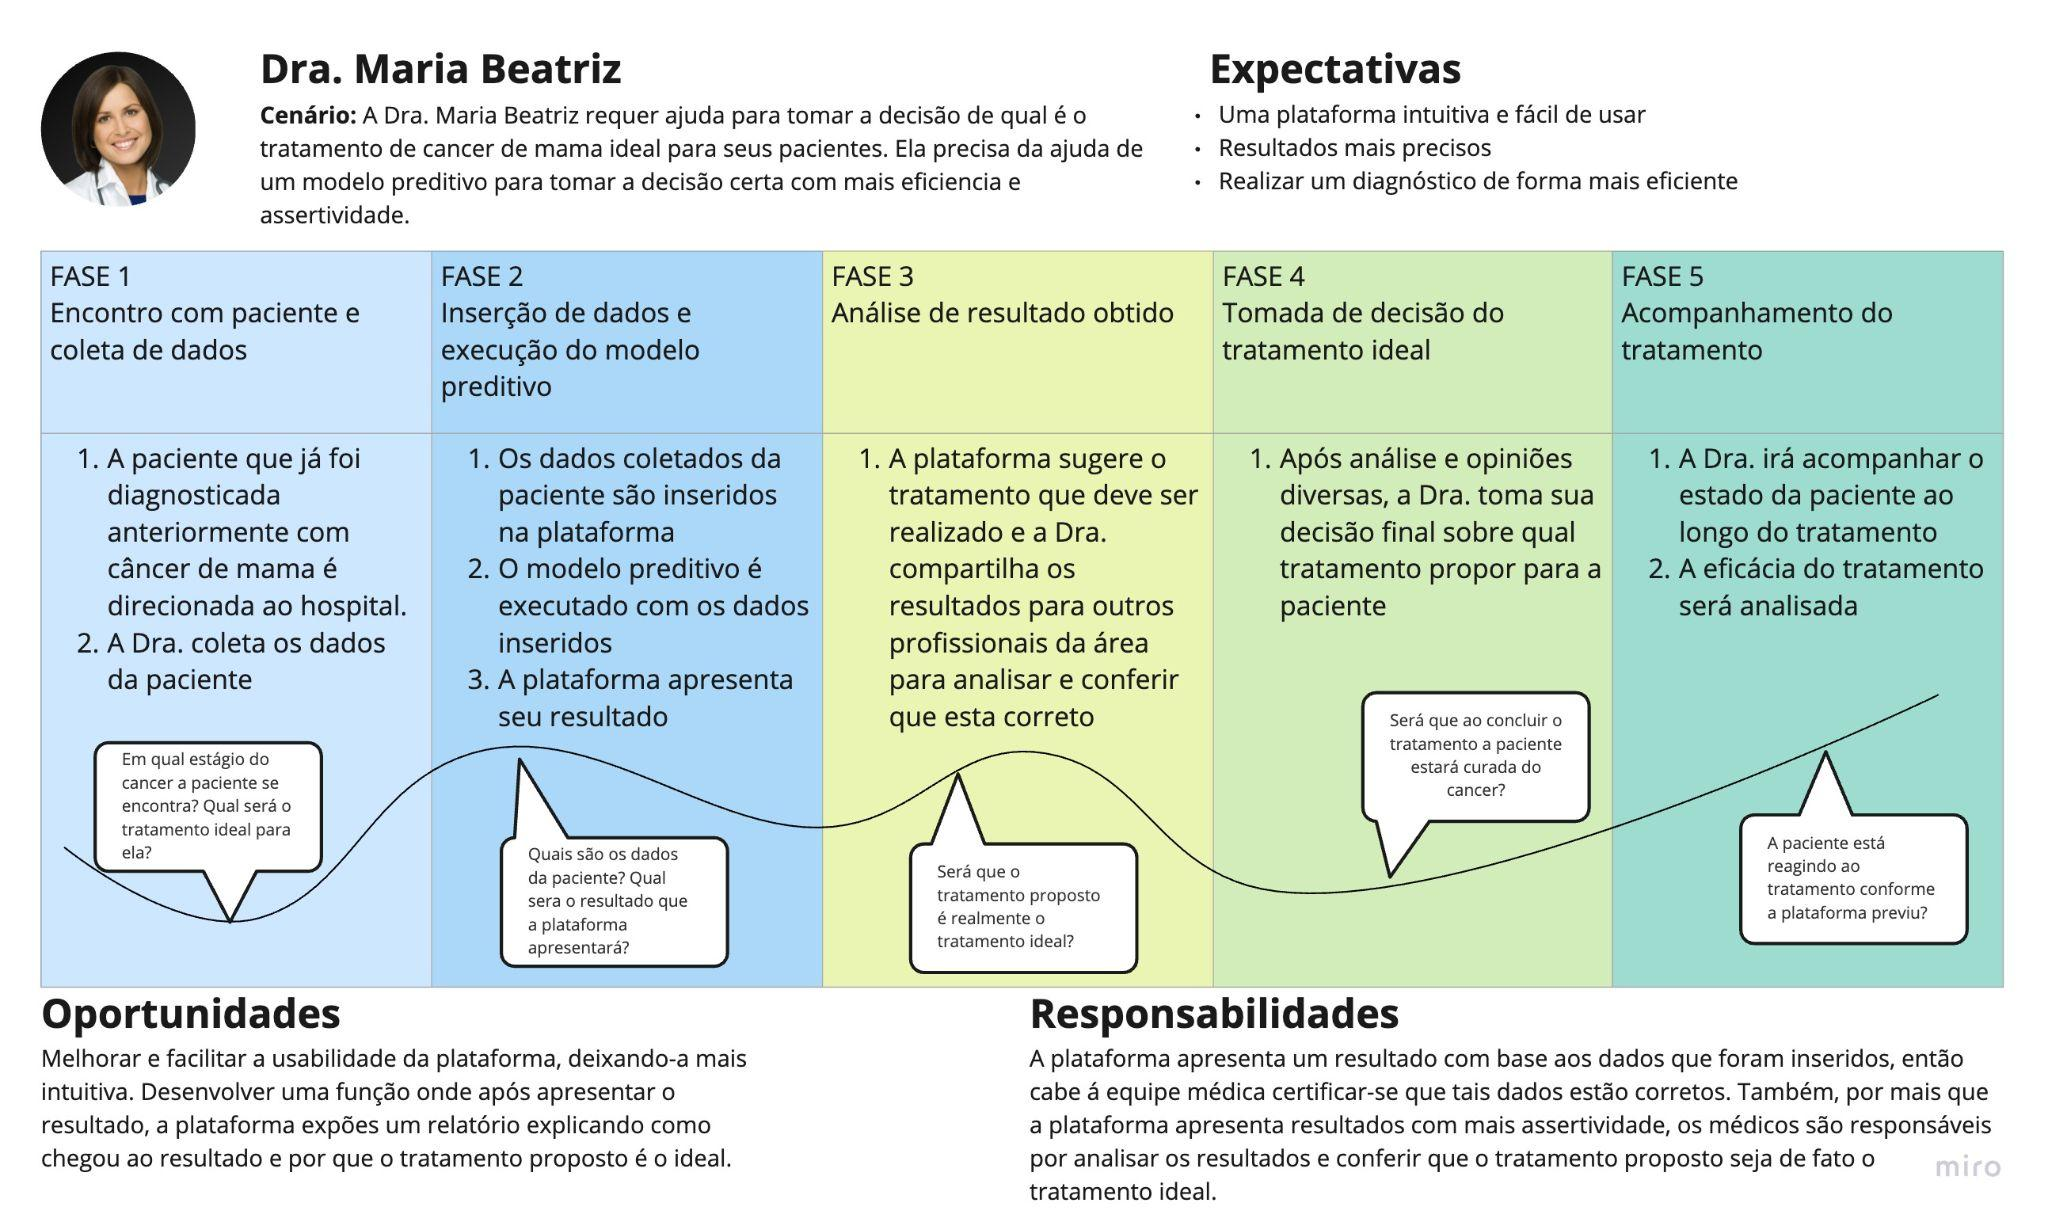 Dra. Maria Beatriz
Cenário: A Dra. Maria Beatriz requer ajuda para tomar a decisão de qual é o
tratamento de cancer de mama ideal para seus pacientes. Ela precisa da ajuda de
um modelo preditivo para tomar a decisão certa com mais eficiencia e
assertividade.
Expectativas
• Uma plataforma intuitiva e fácil de usar
• Resultados mais precisos
• Realizar um diagnóstico de forma mais eficiente
FASE 1
Encontro com paciente e
coleta de dados
FASE 2
Inserção de dados e
execução do modelo
preditivo
FASE 3
Análise de resultado obtido
FASE 4
Tomada de decisão do
tratamento ideal
FASE 5
Acompanhamento do
tratamento
1. A paciente que já foi
diagnosticada
anteriormente com
câncer de mama é
direcionada ao hospital.
2. A Dra. coleta os dados
da paciente
1. Os dados coletados da
paciente são inseridos
na plataforma
2. O modelo preditivo é
executado com os dados
inseridos
3. A plataforma apresenta
seu resultado
1. A plataforma sugere o
tratamento que deve ser
realizado e a Dra.
compartilha os
resultados para outros
profissionais da área
para analisar e conferir
que esta correto
1. Após análise e opiniões
diversas, a Dra. toma sua
decisão final sobre qual
tratamento propor para a
paciente
1. A Dra. irá acompanhar o
estado da paciente ao
longo do tratamento
2. A eficácia do tratamento
será analisada
Em qual estágio do
cancer a paciente se
encontra? Qual será o
tratamento ideal para
ela?
Quais são os dados
da paciente? Qual
sera o resultado que
a plataforma
apresentará?
Será que o
tratamento proposto
é realmente o
tratamento ideal?
Será que ao concluir o
tratamento a paciente
estará curada do
cancer?
A paciente está
reagindo ao
tratamento conforme
a plataforma previu?
Oportunidades
Melhorar e facilitar a usabilidade da plataforma, deixando-a mais
intuitiva. Desenvolver uma função onde após apresentar o
resultado, a plataforma expões um relatório explicando como
chegou ao resultado e por que o tratamento proposto é o ideal.
Responsabilidades
A plataforma apresenta um resultado com base aos dados que foram inseridos, então
cabe á equipe médica certificar-se que tais dados estão corretos. Também, por mais que
a plataforma apresenta resultados com mais assertividade, os médicos são responsáveis
por analisar os resultados e conferir que o tratamento proposto seja de fato o
tratamento ideal.
miro